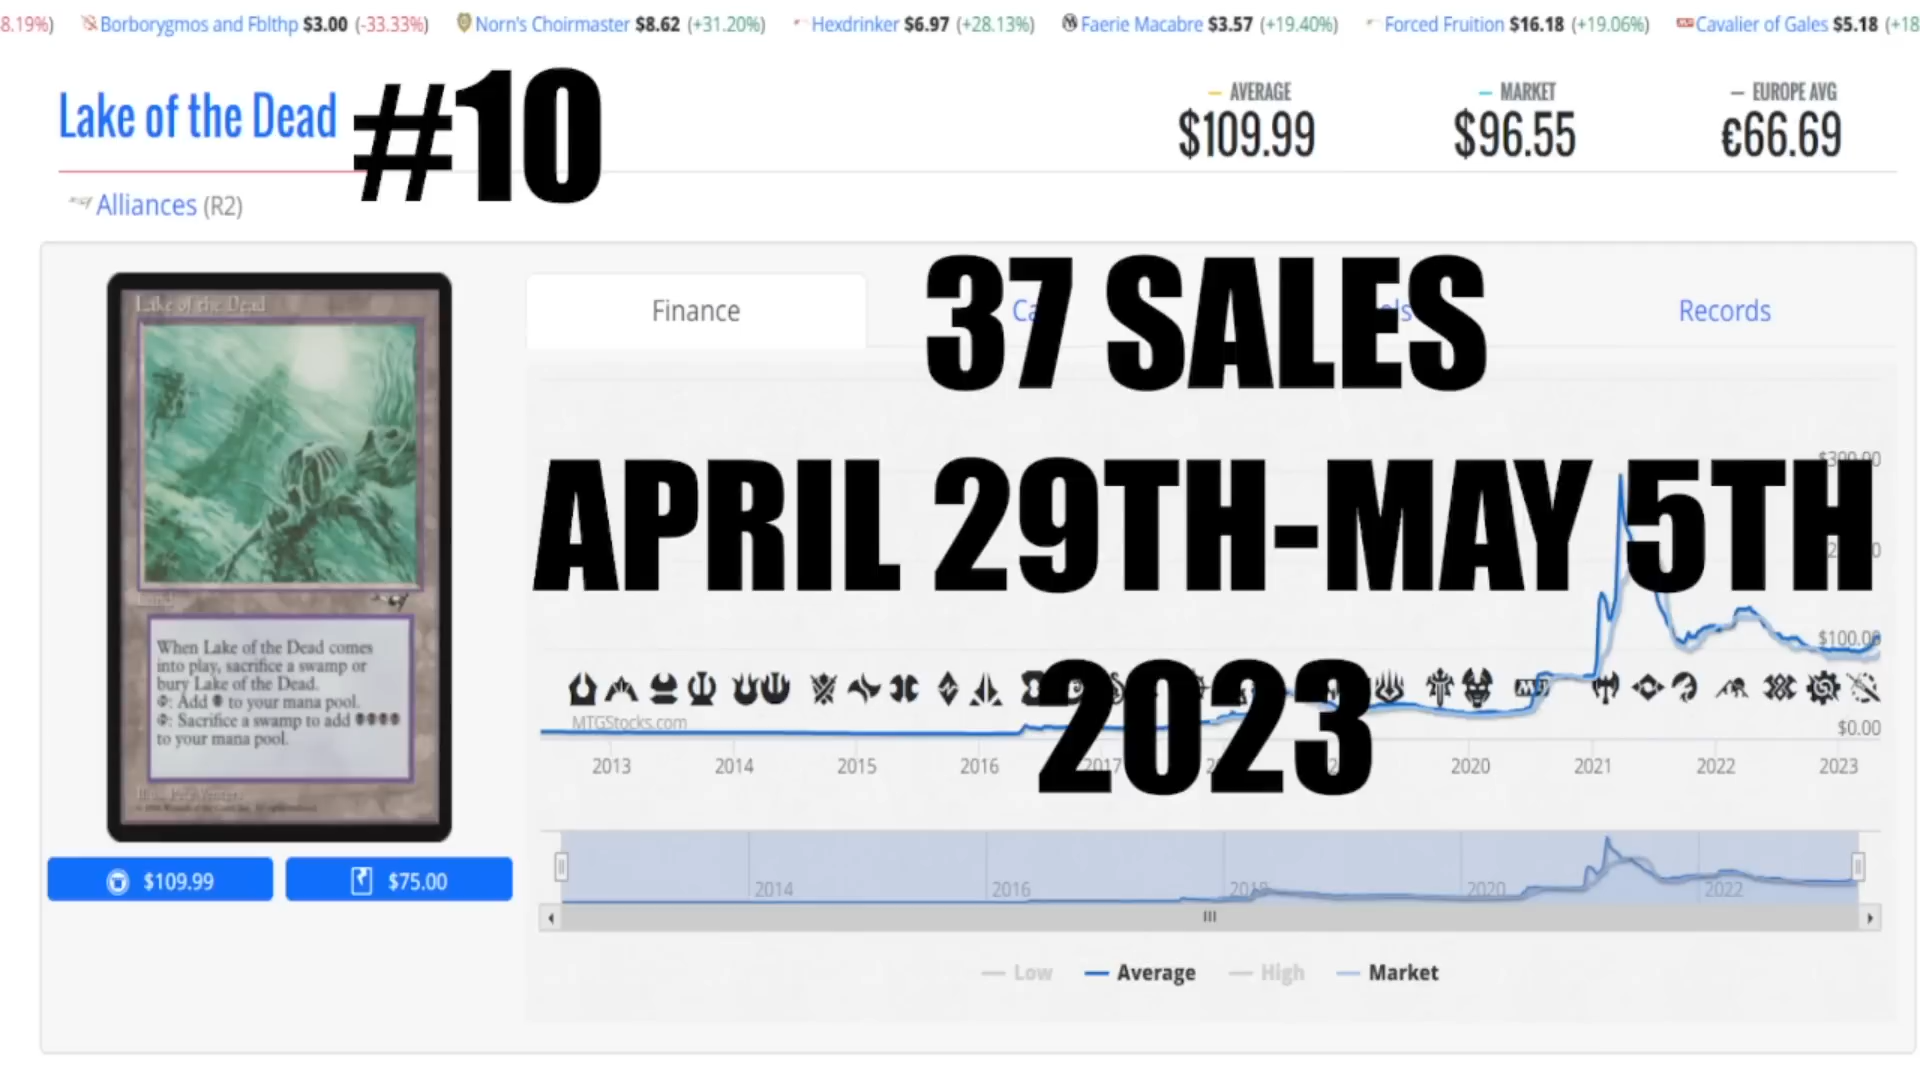 8.19%) Borborygmos and Fblthp $3.00 (-33.33%) Norn's Choirmaster $8.62 (+31.20%) Hexdrinker $6.97 (+28.13%) Faerie Macabre $3.57 (+19.40%) Forced Fruition $16.18 (+19.06%) Cavalier of Gales $5.18 (+18
Lake of the Dead #10
AVERAGE MARKET EUROPE AVG
$109.99 $96.55 €66.69
Alliances (R2)
Finance Records
37 SALES
APRIL 29TH-MAY 5TH
2023
Lake of the Dead
When Lake of the Dead comes
into play, sacrifice a swamp or
bury Lake of the Dead.
: Add to your mana pool.
: Sacrifice a swamp to add
to your mana pool.
$300.00
$100.00
$0.00
MTGStocks.com
2013 2014 2015 2016 2017 2020 2021 2022 2023
2014 2016 2018 2020 2022
$109.99 $75.00
Low Average High Market